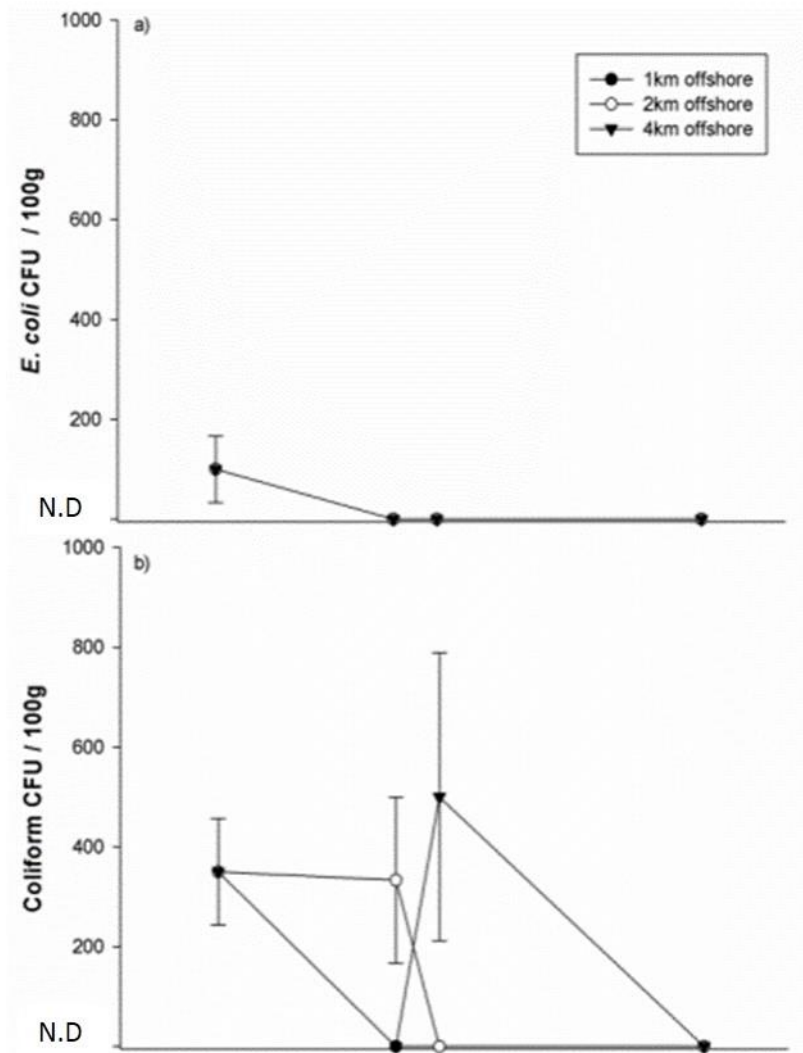 a)
1000
800
600
400
200
N.D
E. coli CFU / 100g
1km offshore
2km offshore
4km offshore
b)
1000
800
600
400
200
N.D
Coliform CFU / 100g